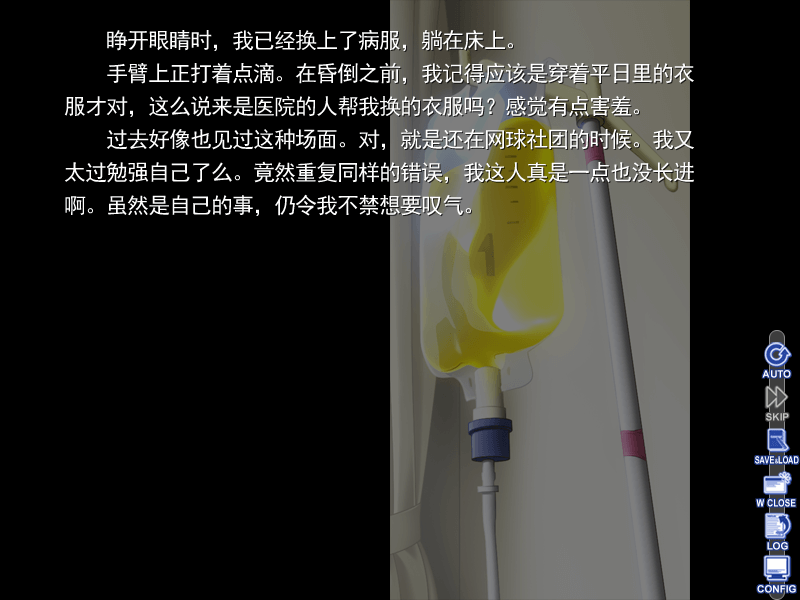 睁开眼睛时，我已经换上了病服，躺在床上。
手臂上正打着点滴。在昏倒之前，我记得应该是穿着平日里的衣
服才对，这么说来是医院的人帮我换的衣服吗？感觉有点害羞。
过去好像也见过这种场面。对，就是还在网球社团的时候。我又
太过勉强自己了么。竟然重复同样的错误，我这人真是一点也没长进
啊。虽然是自己的事，仍令我不禁想要叹气。
1
AUTO
SKIP
SAVE&LOAD
W CLOSE
LOG
CONFIG